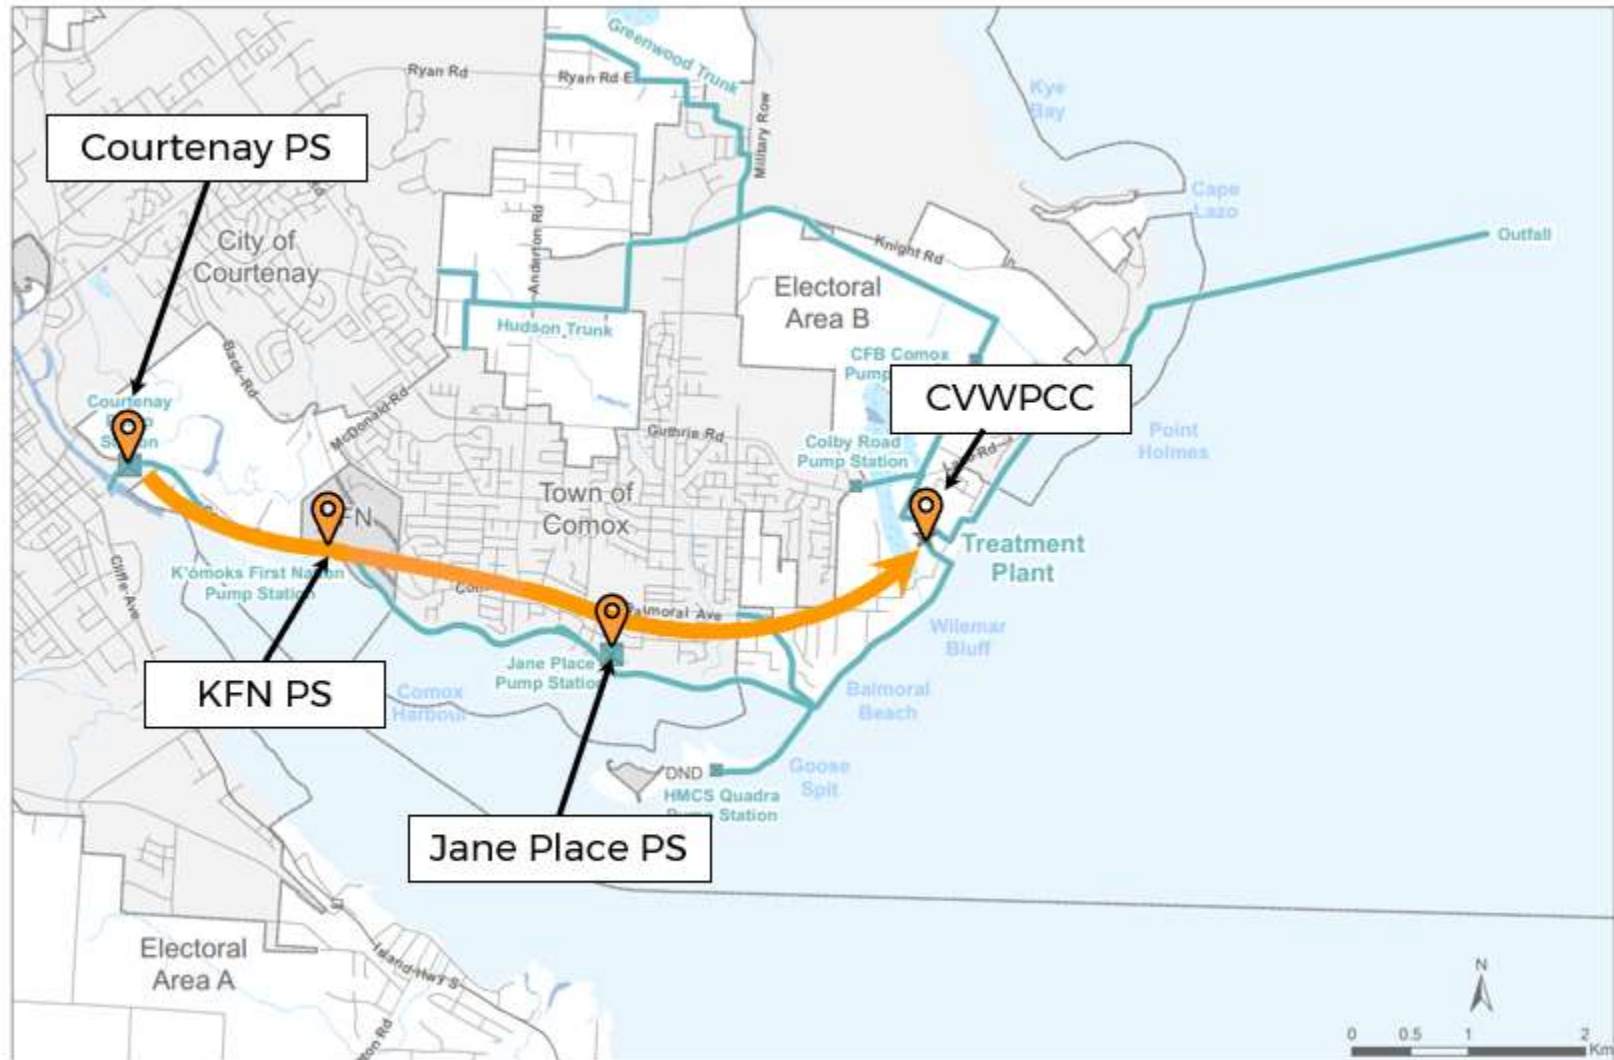 Greenwood Trunk
Ryan Rd
Ryan Rd E
Military Row
Kye
Bay
Courtenay PS
Cape
Lazo
City of
Courtenay
Anderton Rd
Knight Rd
Outfall
Electoral
Area B
Hudson Trunk
Back-Rd
CFB Comox
CVWPCC
Courtenay
McDonald-Rd
Guthrie Rd
Colby Road
Pump Station
Point
Holmes
Town of
Comox
Treatment
Plant
Cliffe-Ave
K'omoks First Nation
Pump Station
Balmoral Ave
Wilemar
Bluff
Jane Place
Pump Station
KFN PS
Comox
Harbour
Balmoral
Beach
Goose
Spit
DND
HMCS Quadra
Pump Station
Jane Place PS
Electoral
Area A
Island-Hwy S
N
0 0.5 1 2
Km